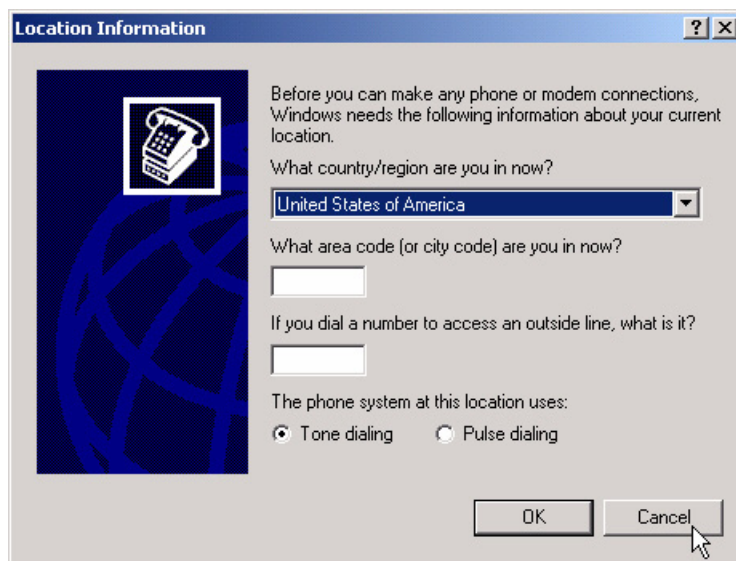 Location Information
Before you can make any phone or modem connections,
Windows needs the following information about your current
location.
What country/region are you in now?
United States of America
What area code (or city code) are you in now?
If you dial a number to access an outside line, what is it?
The phone system at this location uses:
Tone dialing Pulse dialing
OK Cancel